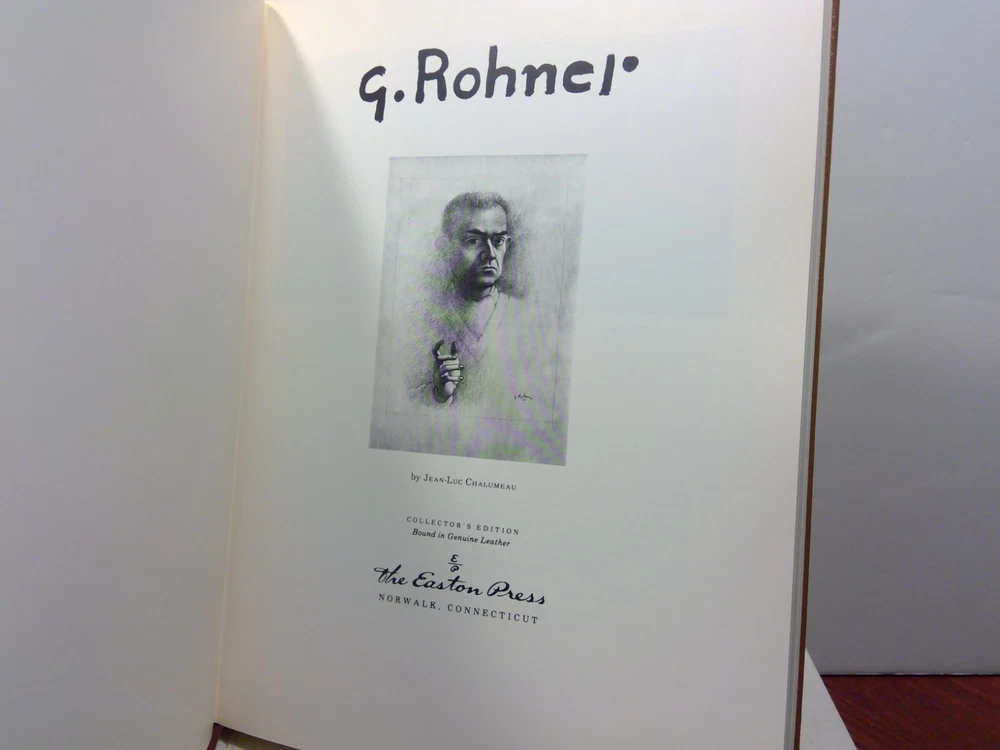 G. Rohner
by Jean-Luc Chalumeau
COLLECTOR'S EDITION
Bound in Genuine Leather
E
P
The Easton Press
NORWALK, CONNECTICUT